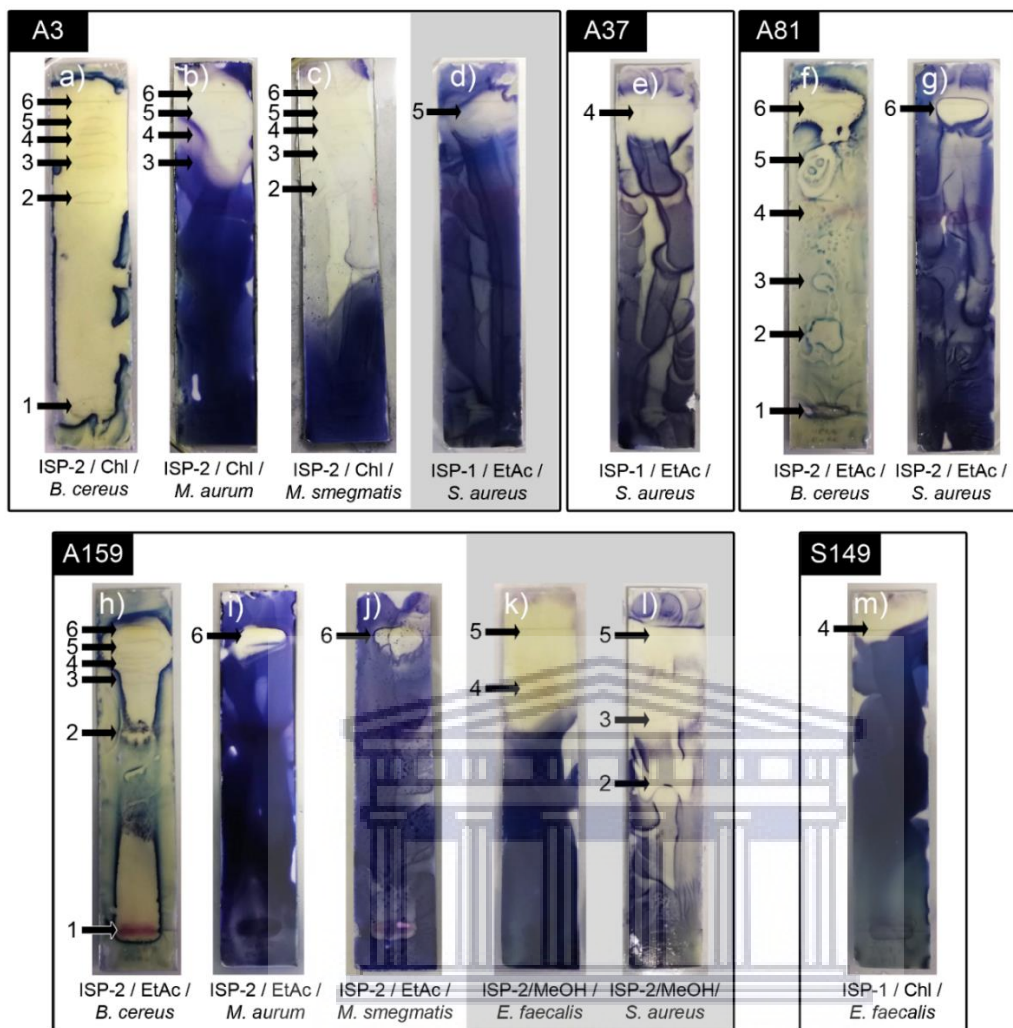 A3
a)
b)
c)
d)
6
5
4
3
2
1
6
5
4
3
6
5
4
3
2
5
ISP-2 / Chl /
B. cereus
ISP-2 / Chl /
M. aurum
ISP-2 / Chl /
M. smegmatis
ISP-1 / EtAc /
S. aureus
A37
e)
4
ISP-1 / EtAc /
S. aureus
A81
f)
g)
6
5
4
3
2
1
6
ISP-2 / EtAc /
B. cereus
ISP-2 / EtAc /
S. aureus
A159
h)
i)
j)
k)
l)
6
5
4
3
2
1
6
6
5
4
5
3
2
ISP-2 / EtAc /
B. cereus
ISP-2 / EtAc /
M. aurum
ISP-2 / EtAc /
M. smegmatis
ISP-2/MeOH /
E. faecalis
ISP-2/MeOH/
S. aureus
S149
m)
4
ISP-1 / Chl /
E. faecalis